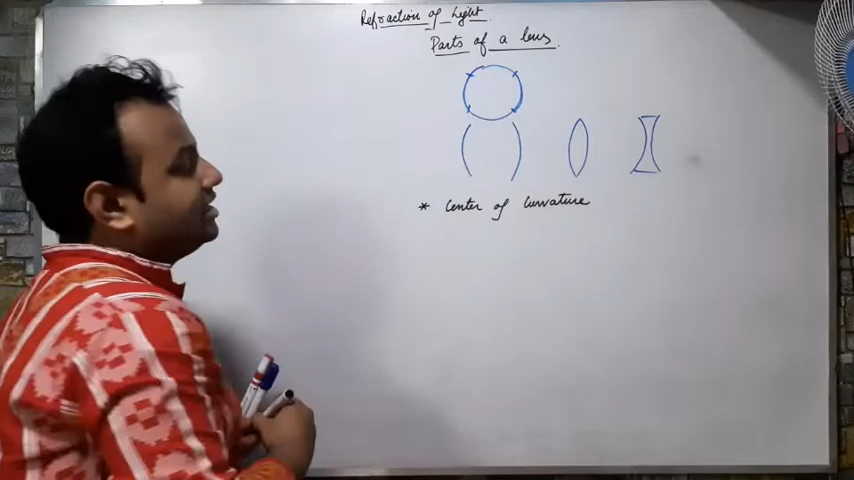 Refraction of Light
Parts of a lens.
* Center of Curvature